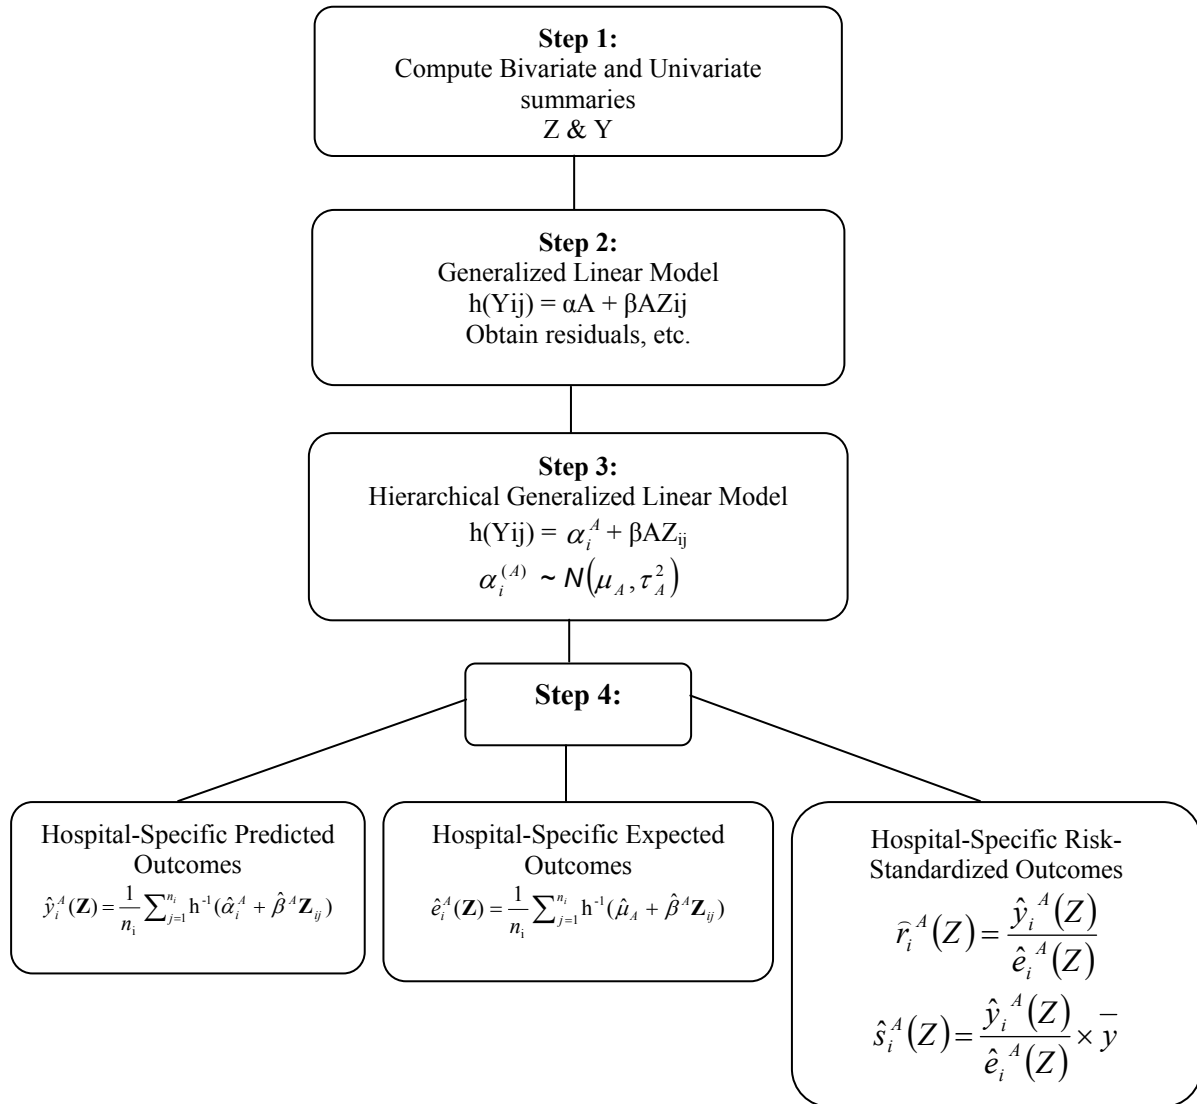 Step 1:
Compute Bivariate and Univariate
summaries
Z & Y
Step 2:
Generalized Linear Model
h(Yij) = αA + βAZij
Obtain residuals, etc.
Step 3:
Hierarchical Generalized Linear Model
h(Yij) = α_i^A + βAZ_ij
α_i^(A) ~ N(μ_A, τ_A^2)
Step 4:
Hospital-Specific Predicted
Outcomes
ŷ_i^A(Z) = 1/n_i ∑_{j=1}^{n_i} h^-1(α̂_i^A + β̂^A Z_ij)
Hospital-Specific Expected
Outcomes
ê_i^A(Z) = 1/n_i ∑_{j=1}^{n_i} h^-1(μ̂_A + β̂^A Z_ij)
Hospital-Specific Risk-
Standardized Outcomes
r̂_i^A(Z) = ŷ_i^A(Z) / ê_i^A(Z)
ŝ_i^A(Z) = ŷ_i^A(Z) / ê_i^A(Z) × ȳ